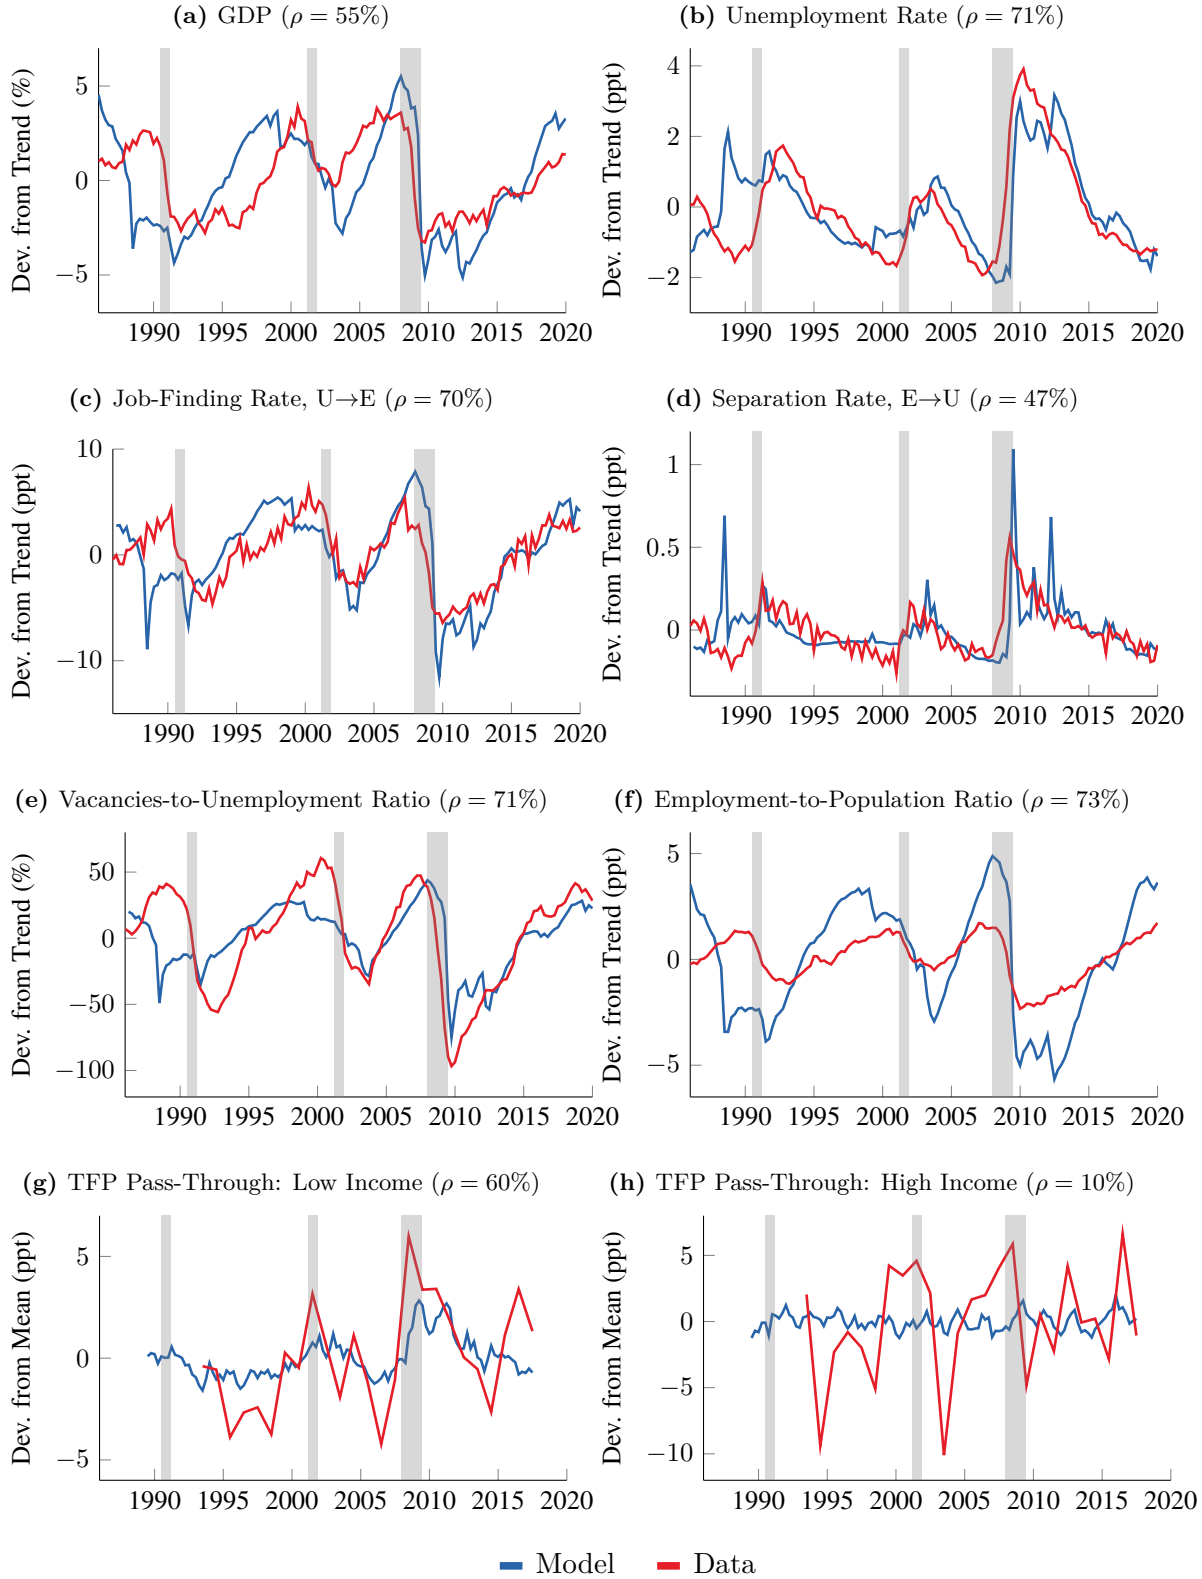 (a) GDP (ρ = 55%)
(b) Unemployment Rate (ρ = 71%)
Dev. from Trend (%)
5
0
−5
1990 1995 2000 2005 2010 2015 2020
Dev. from Trend (ppt)
4
2
0
−2
1990 1995 2000 2005 2010 2015 2020
(c) Job-Finding Rate, U→E (ρ = 70%)
(d) Separation Rate, E→U (ρ = 47%)
Dev. from Trend (ppt)
10
0
−10
1990 1995 2000 2005 2010 2015 2020
Dev. from Trend (ppt)
1
0.5
0
1990 1995 2000 2005 2010 2015 2020
(e) Vacancies-to-Unemployment Ratio (ρ = 71%)
(f) Employment-to-Population Ratio (ρ = 73%)
Dev. from Trend (%)
50
0
−50
−100
1990 1995 2000 2005 2010 2015 2020
Dev. from Trend (ppt)
5
0
−5
1990 1995 2000 2005 2010 2015 2020
(g) TFP Pass-Through: Low Income (ρ = 60%)
(h) TFP Pass-Through: High Income (ρ = 10%)
Dev. from Mean (ppt)
5
0
−5
1990 1995 2000 2005 2010 2015 2020
Dev. from Mean (ppt)
5
0
−5
−10
1990 1995 2000 2005 2010 2015 2020
Model Data